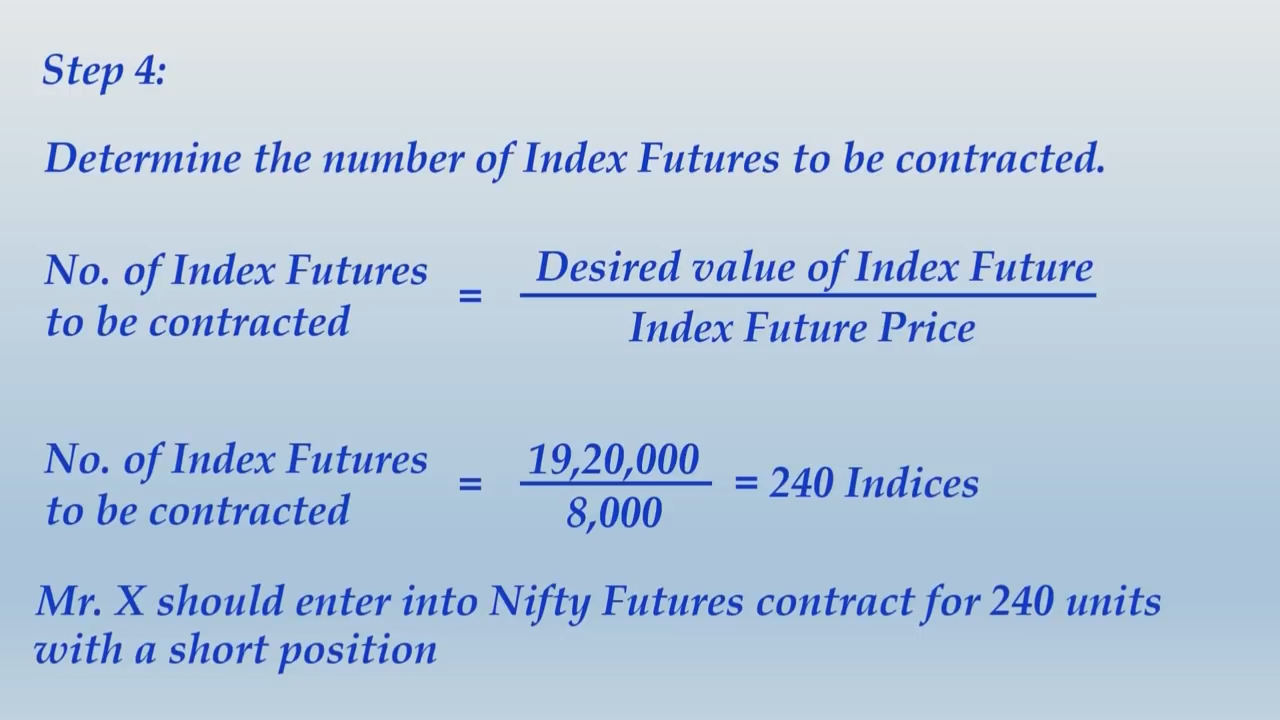 Step 4:
Determine the number of Index Futures to be contracted.
No. of Index Futures
to be contracted
=
Desired value of Index Future
Index Future Price
No. of Index Futures
to be contracted
=
19,20,000
8,000
= 240 Indices
Mr. X should enter into Nifty Futures contract for 240 units
with a short position